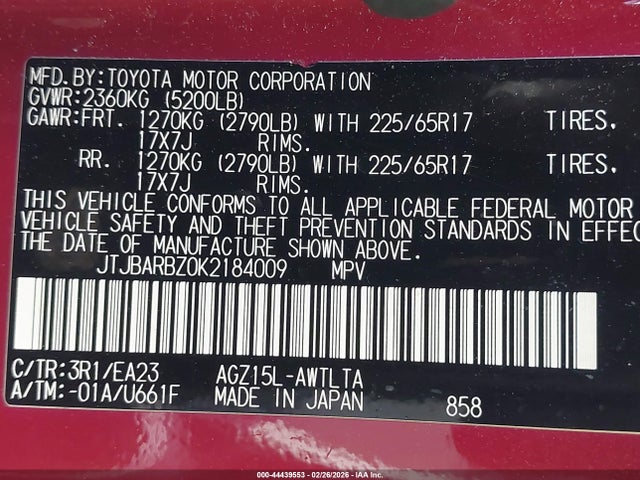 MFD.BY:TOYOTA MOTOR CORPORATION
GVWR:2360KG (5200LB)
GAWR:FRT. 1270KG (2790LB) WITH 225/65R17 TIRES.
17X7J RIMS.
RR. 1270KG (2790LB) WITH 225/65R17 TIRES.
17X7J RIMS.
THIS VEHICLE CONFORMS TO ALL APPLICABLE FEDERAL MOTOR
VEHICLE SAFETY AND THEFT PREVENTION STANDARDS IN EFFEC
THE DATE OF MANUFACTURE SHOWN ABOVE.
JTJBARBZ0K2184009 MPV
C/TR:3R1/EA23 AGZ15L-AWTLTA
A/TM:-01A/U661F MADE IN JAPAN 858
000-44439553 - 02/26/2026 - IAA Inc.